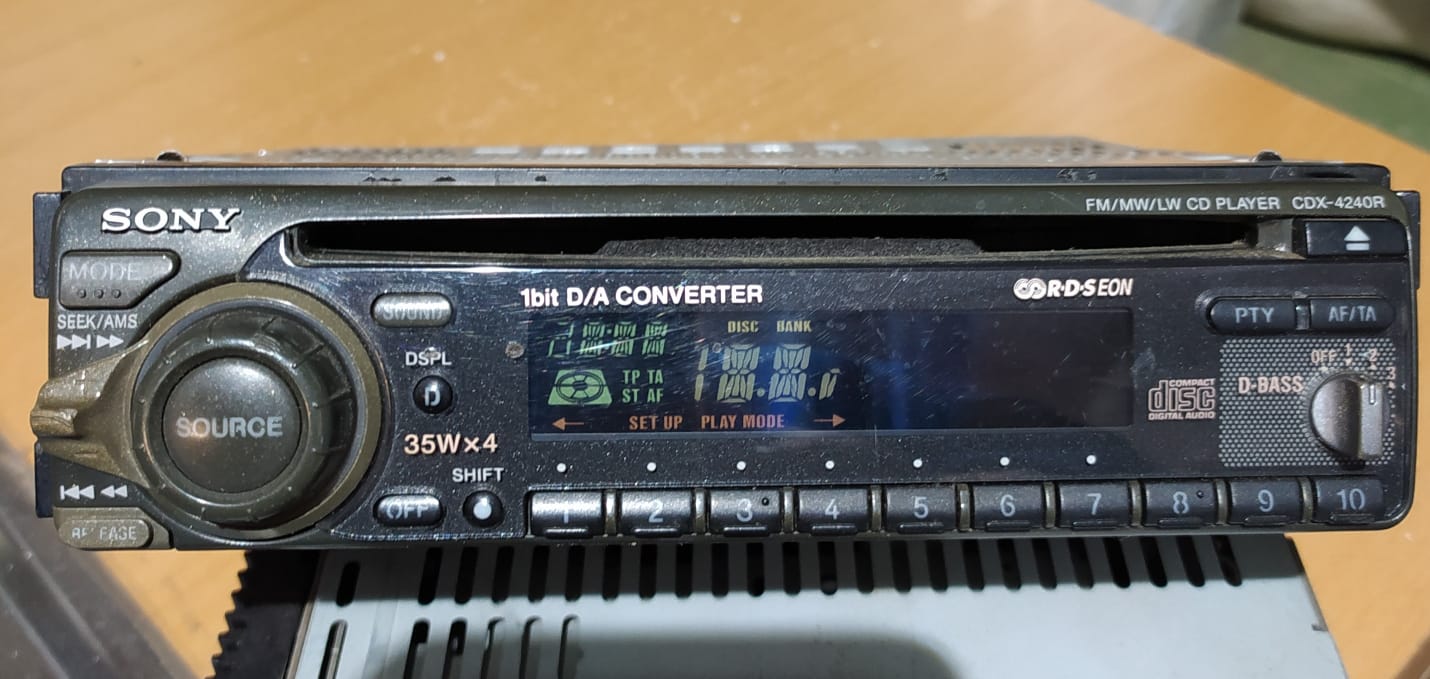 SONY
FM/MW/LW CD PLAYER CDX-4240R
MODE
SEEK/AMS
SOUND
1bit D/A CONVERTER
R·D·S EON
PTY
AF/TA
DISC BANK
DSPL
D
TP TA
ST AF
OFF 1 2 3
D-BASS
COMPACT
disc
DIGITAL AUDIO
SOURCE
SET UP PLAY MODE
35W×4
SHIFT
OFF
1 2 3 4 5 6 7 8 9 10